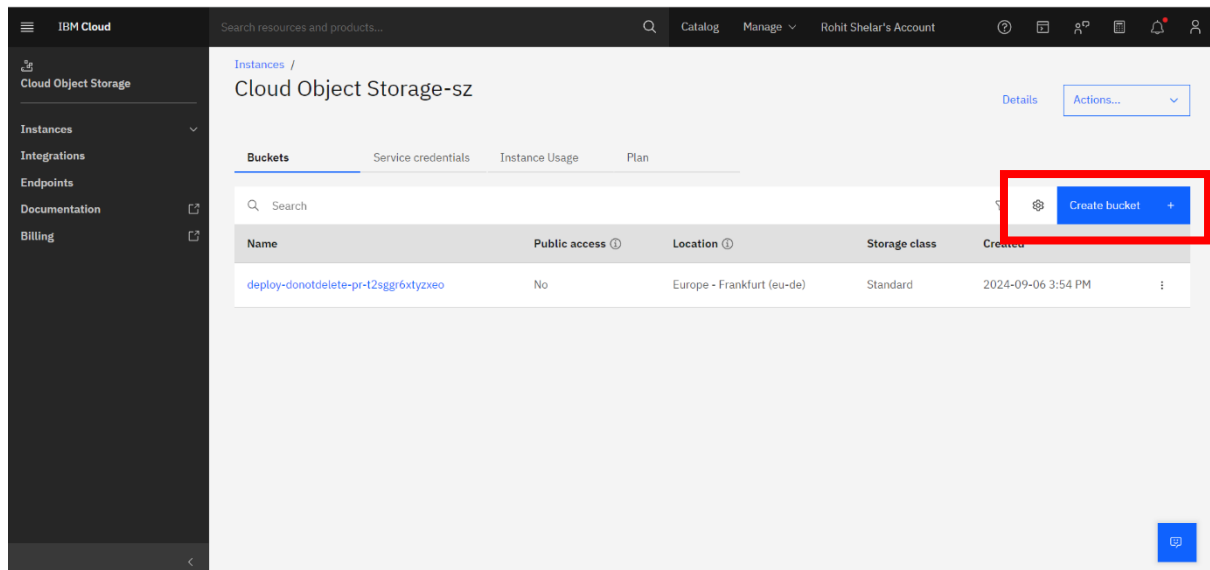 IBM Cloud Search resources and products... Catalog Manage Rohit Shelar's Account
Cloud Object Storage
Instances
Integrations
Endpoints
Documentation
Billing
Instances /
Cloud Object Storage-sz
Details Actions...
Buckets Service credentials Instance Usage Plan
Search Create bucket +
Name Public access Location Storage class Created
deploy-donotdelete-pr-t2sggr6xtyzxeo No Europe - Frankfurt (eu-de) Standard 2024-09-06 3:54 PM